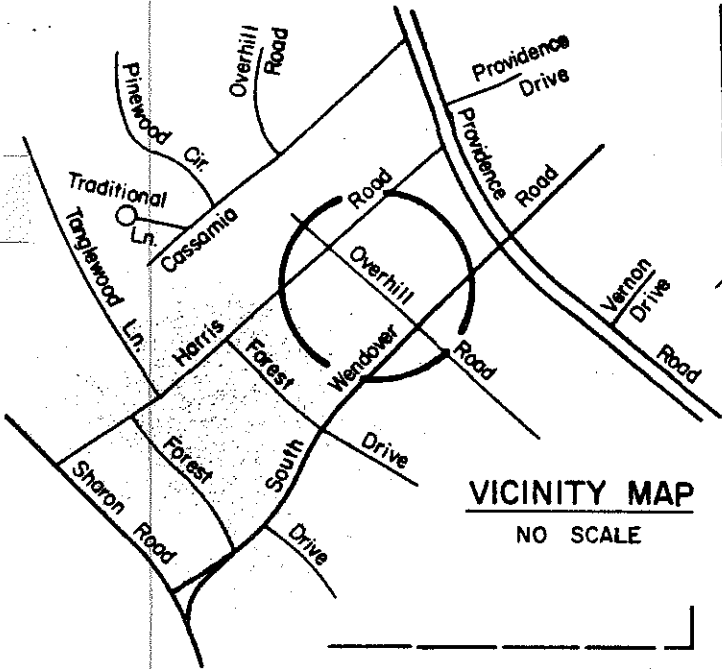 Overhill
Road
Pinewood Cir.
Providence
Drive
Traditional
Ln.
Cassamia
Tanglewood Ln.
Harris
Road
Providence
Road
Overhill
Road
Vernon
Drive
Road
Wendover
South
Forest
Drive
Forest
Drive
Sharon Road
VICINITY MAP
NO SCALE